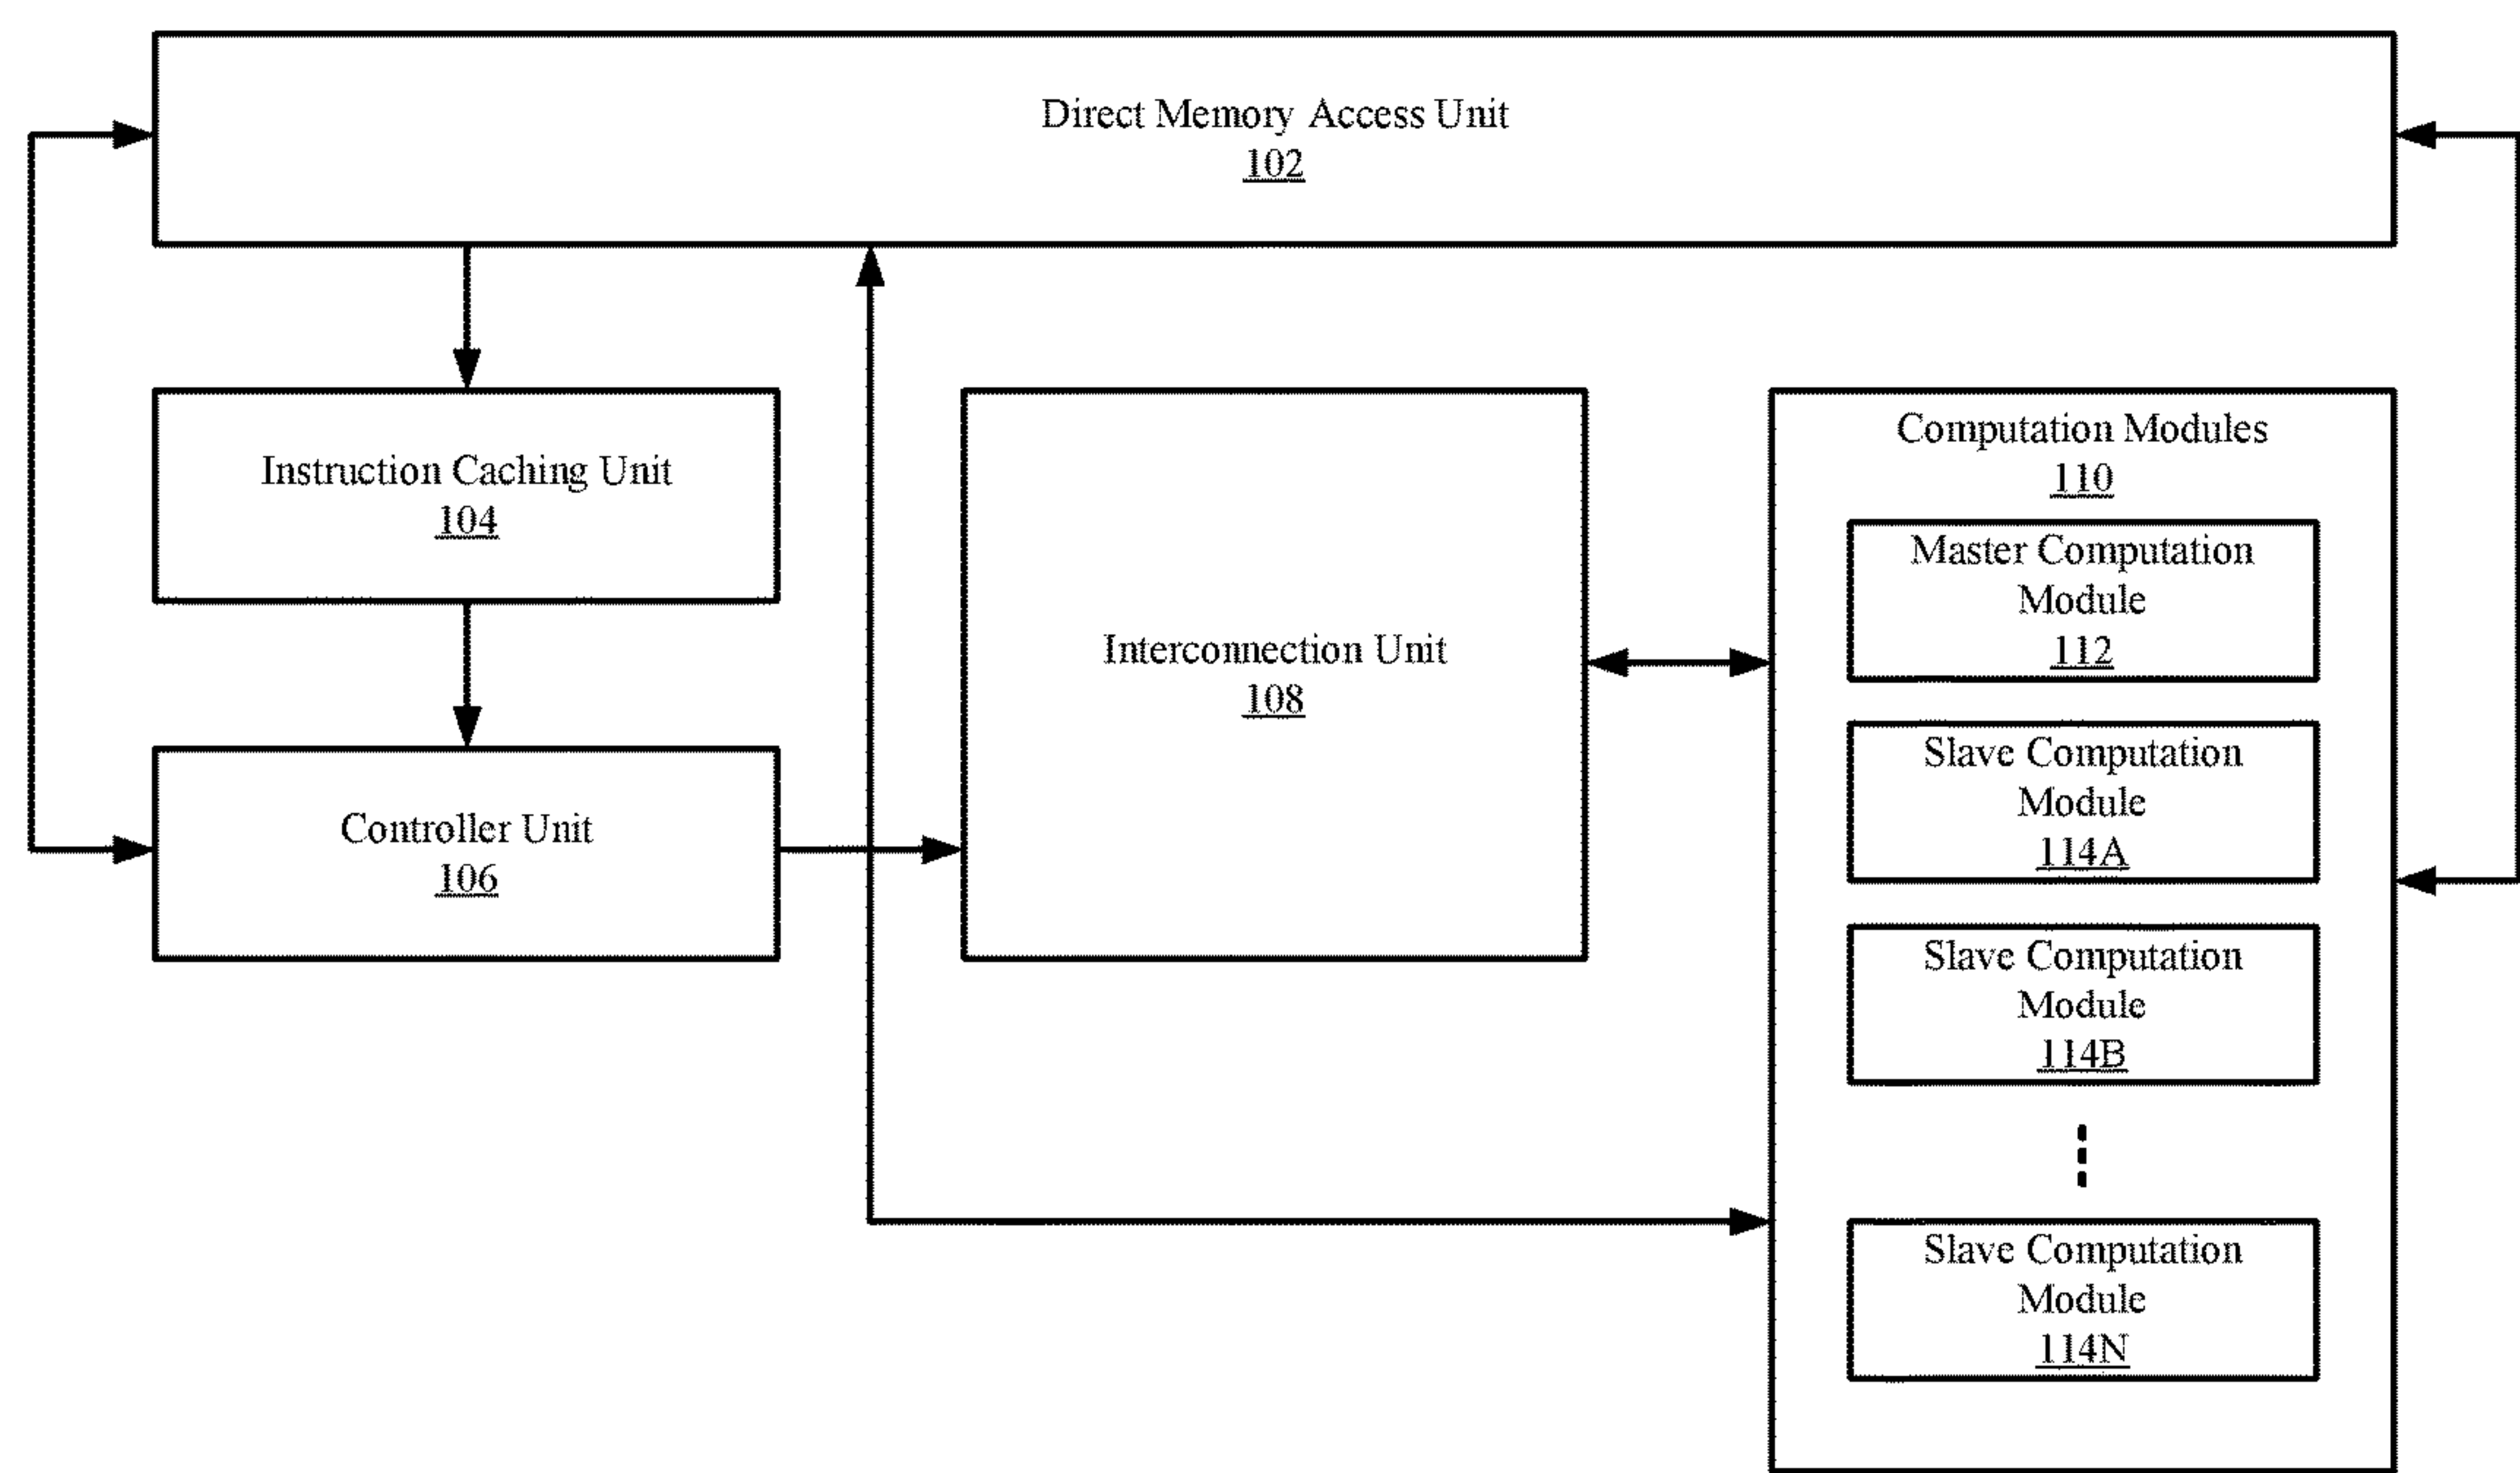 Direct Memory Access Unit
102
Instruction Caching Unit
104
Controller Unit
106
Interconnection Unit
108
Computation Modules
110
Master Computation
Module
112
Slave Computation
Module
114A
Slave Computation
Module
114B
Slave Computation
Module
114N